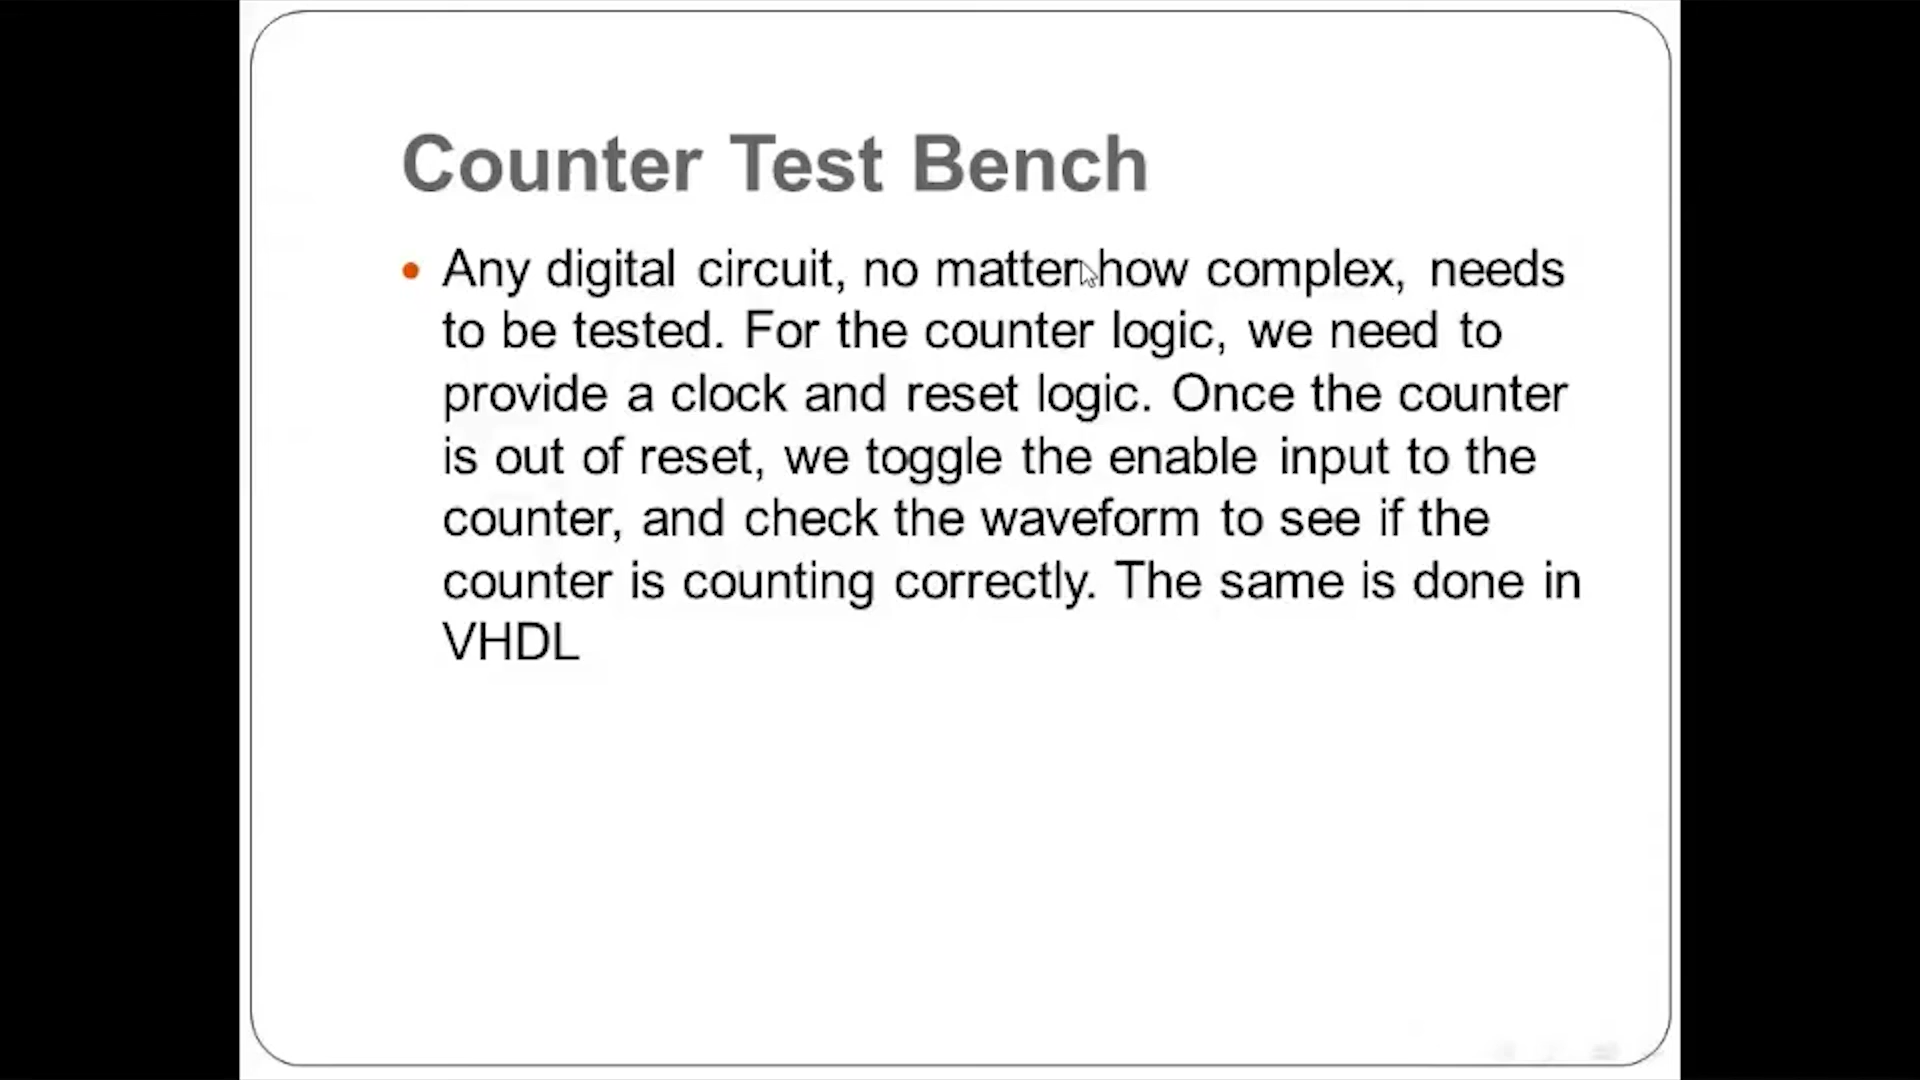 Counter Test Bench
• Any digital circuit, no matter how complex, needs
to be tested. For the counter logic, we need to
provide a clock and reset logic. Once the counter
is out of reset, we toggle the enable input to the
counter, and check the waveform to see if the
counter is counting correctly. The same is done in
VHDL